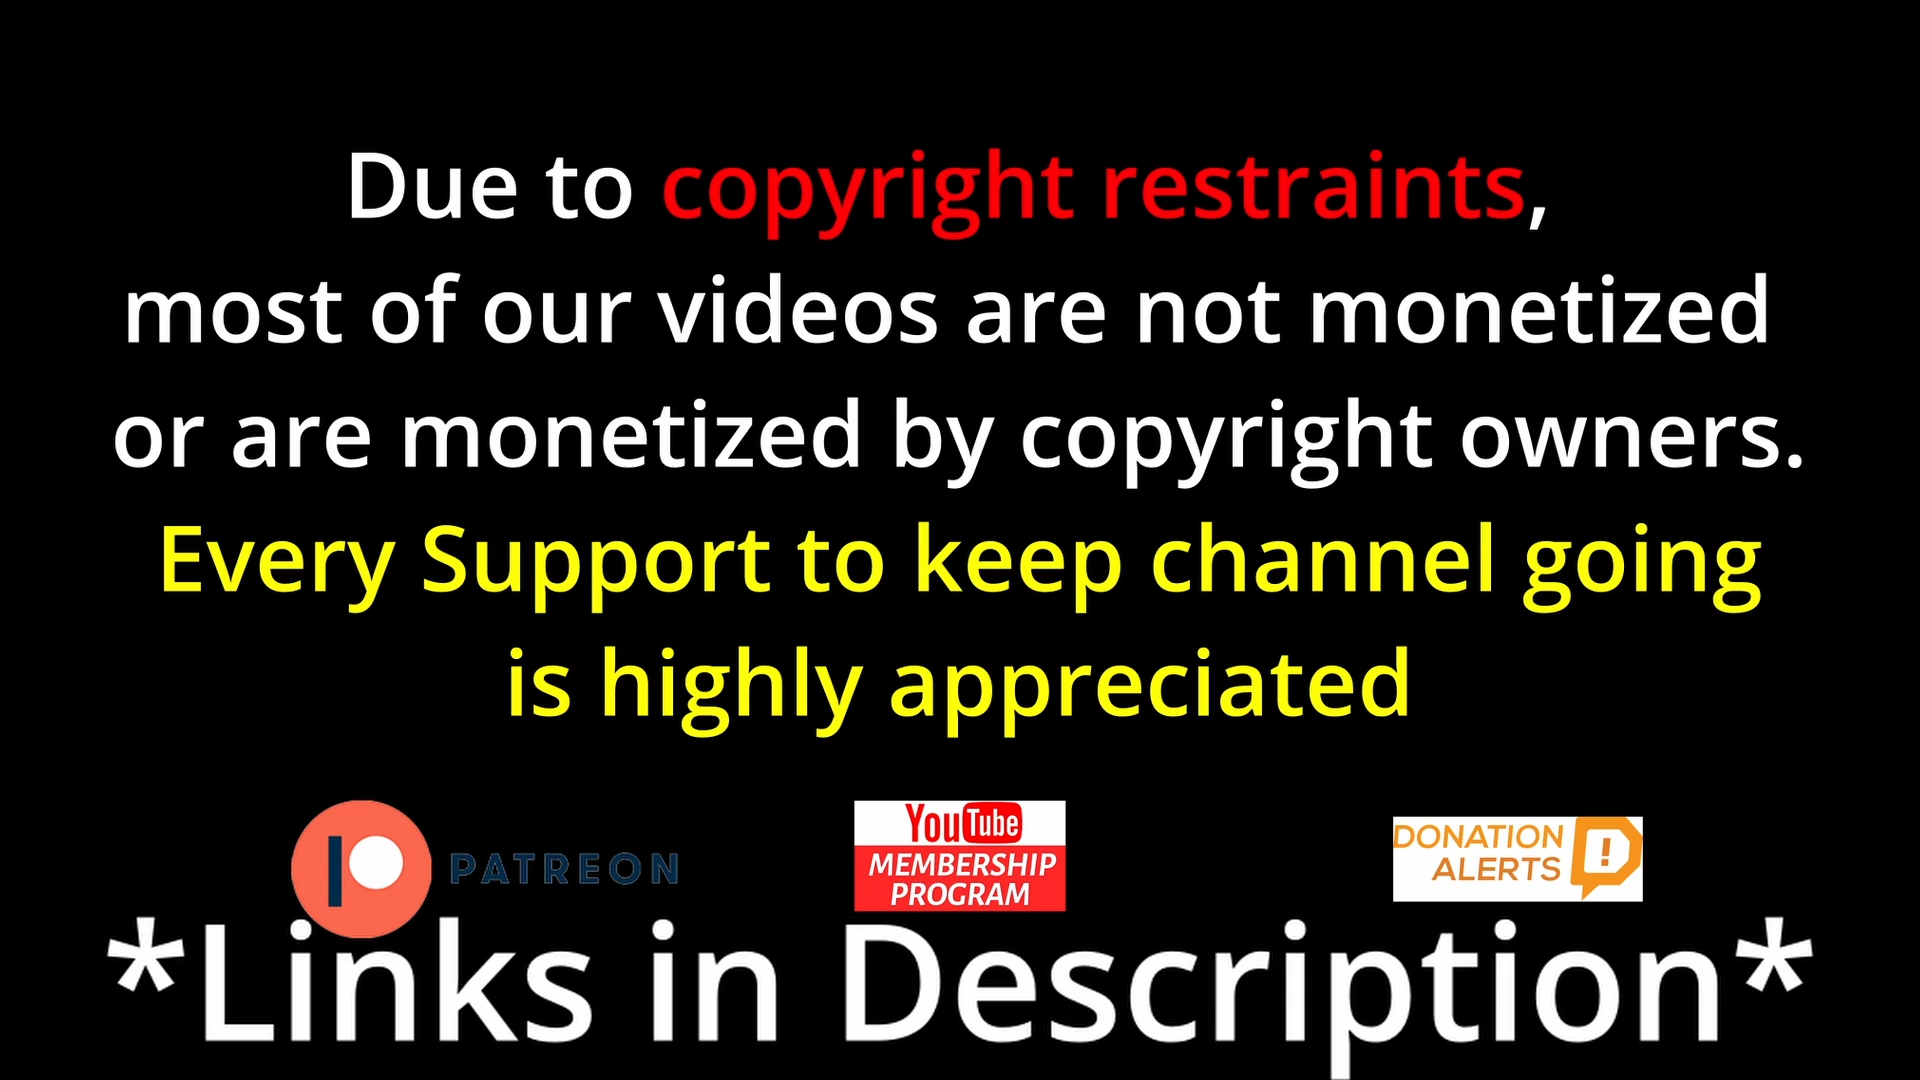 Due to copyright restraints,
most of our videos are not monetized
or are monetized by copyright owners.
Every Support to keep channel going
is highly appreciated
PATREON
YouTube
MEMBERSHIP
PROGRAM
DONATION
ALERTS
*Links in Description*